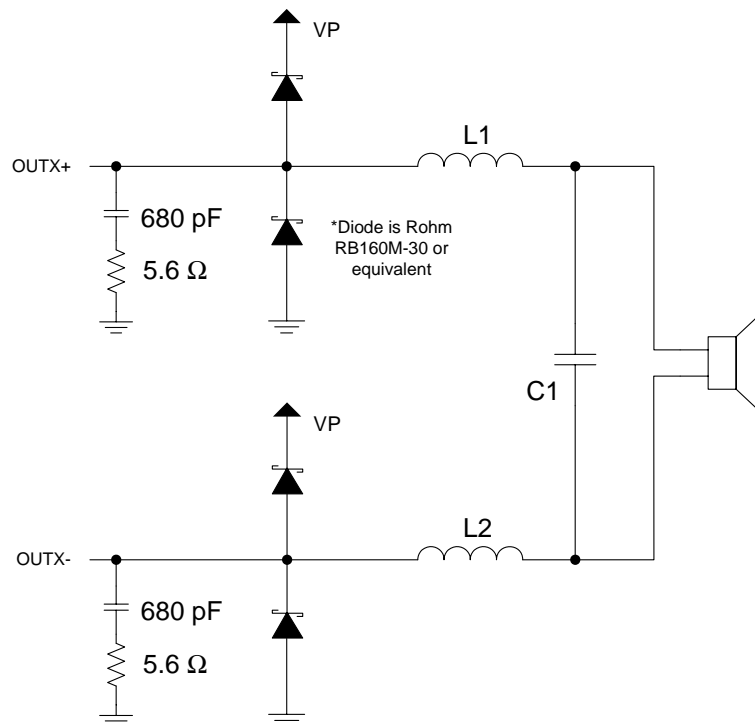 VP
L1
OUTX+
680 pF
*Diode is Rohm
RB160M-30 or
equivalent
5.6 Ω
C1
VP
L2
OUTX-
680 pF
5.6 Ω